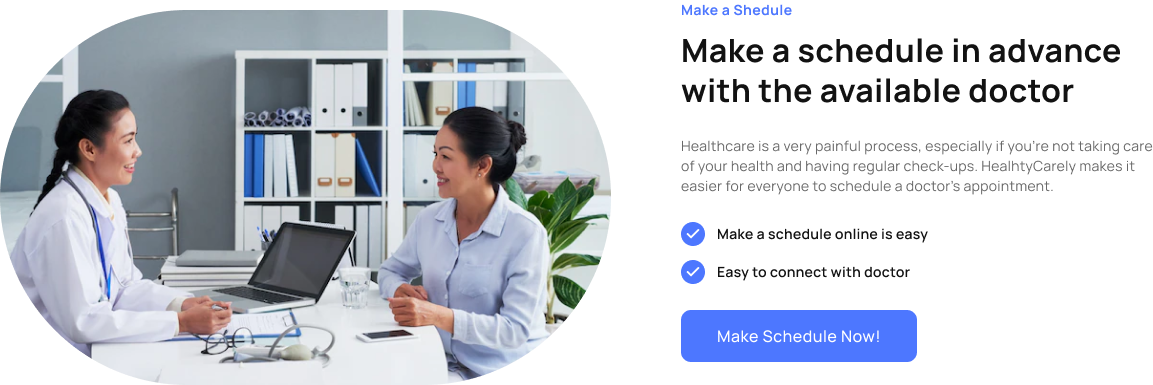 Make a Shedule
Make a schedule in advance
with the available doctor
Healthcare is a very painful process, especially if you're not taking care
of your health and having regular check-ups. HealhtyCarely makes it
easier for everyone to schedule a doctor's appointment.
Make a schedule online is easy
Easy to connect with doctor
Make Schedule Now!